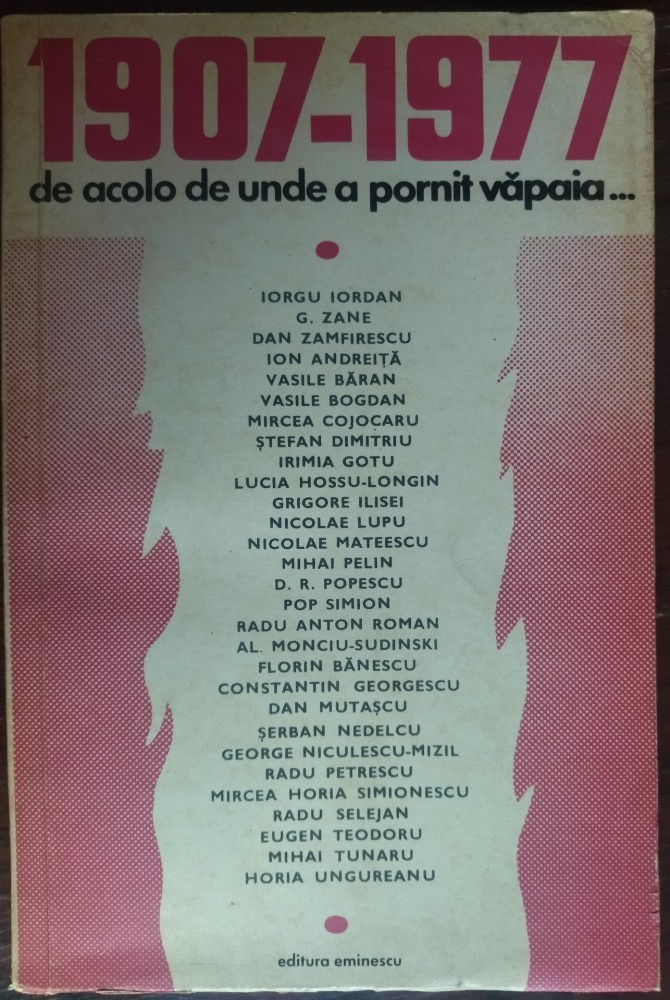 1907-1977
de acolo de unde a pornit văpaia...
IORGU IORDAN
G. ZANE
DAN ZAMFIRESCU
ION ANDREIȚĂ
VASILE BĂRAN
VASILE BOGDAN
MIRCEA COJOCARU
ȘTEFAN DIMITRIU
IRIMIA GOTU
LUCIA HOSSU-LONGIN
GRIGORE ILISEI
NICOLAE LUPU
NICOLAE MATEESCU
MIHAI PELIN
D. R. POPESCU
POP SIMION
RADU ANTON ROMAN
AL. MONCIU-SUDINSKI
FLORIN BĂNESCU
CONSTANTIN GEORGESCU
DAN MUTAȘCU
ȘERBAN NEDELCU
GEORGE NICULESCU-MIZIL
RADU PETRESCU
MIRCEA HORIA SIMIONESCU
RADU SELEJAN
EUGEN TEODORU
MIHAI TUNARU
HORIA UNGUREANU
editura eminescu